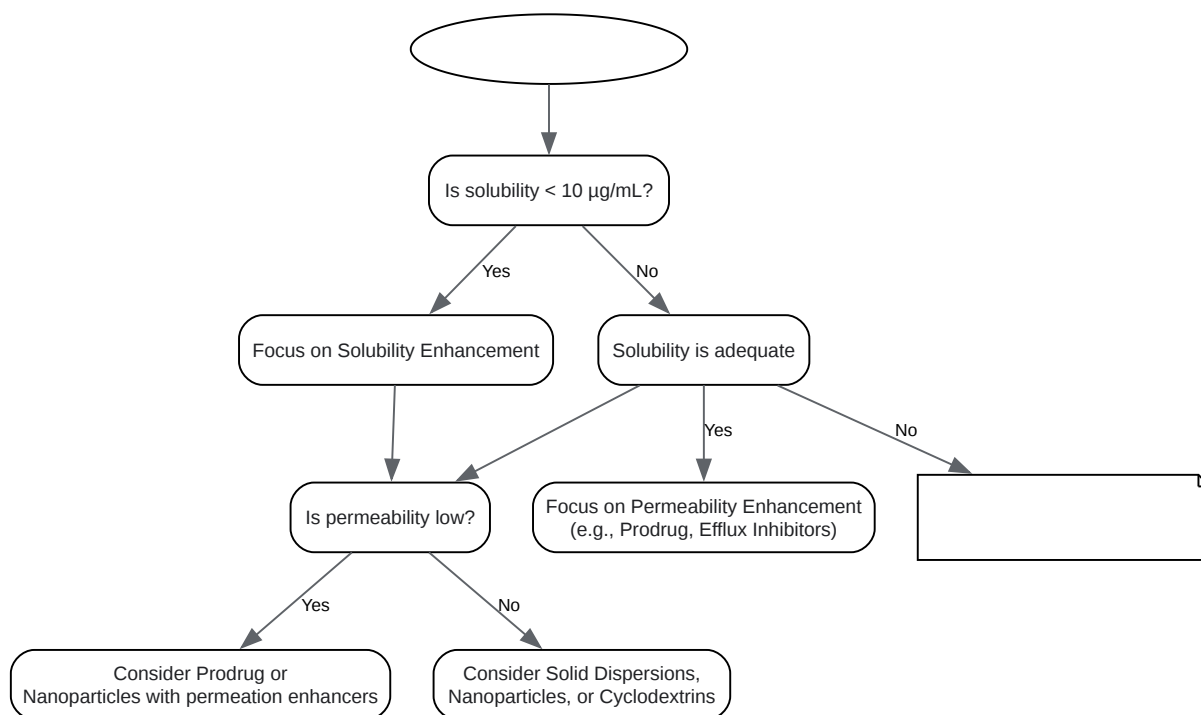 Is solubility < 10 µg/mL?
Yes
No
Focus on Solubility Enhancement
Solubility is adequate
Yes
No
Is permeability low?
Focus on Permeability Enhancement
(e.g., Prodrug, Efflux Inhibitors)
Yes
No
Consider Prodrug or
Nanoparticles with permeation enhancers
Consider Solid Dispersions,
Nanoparticles, or Cyclodextrins